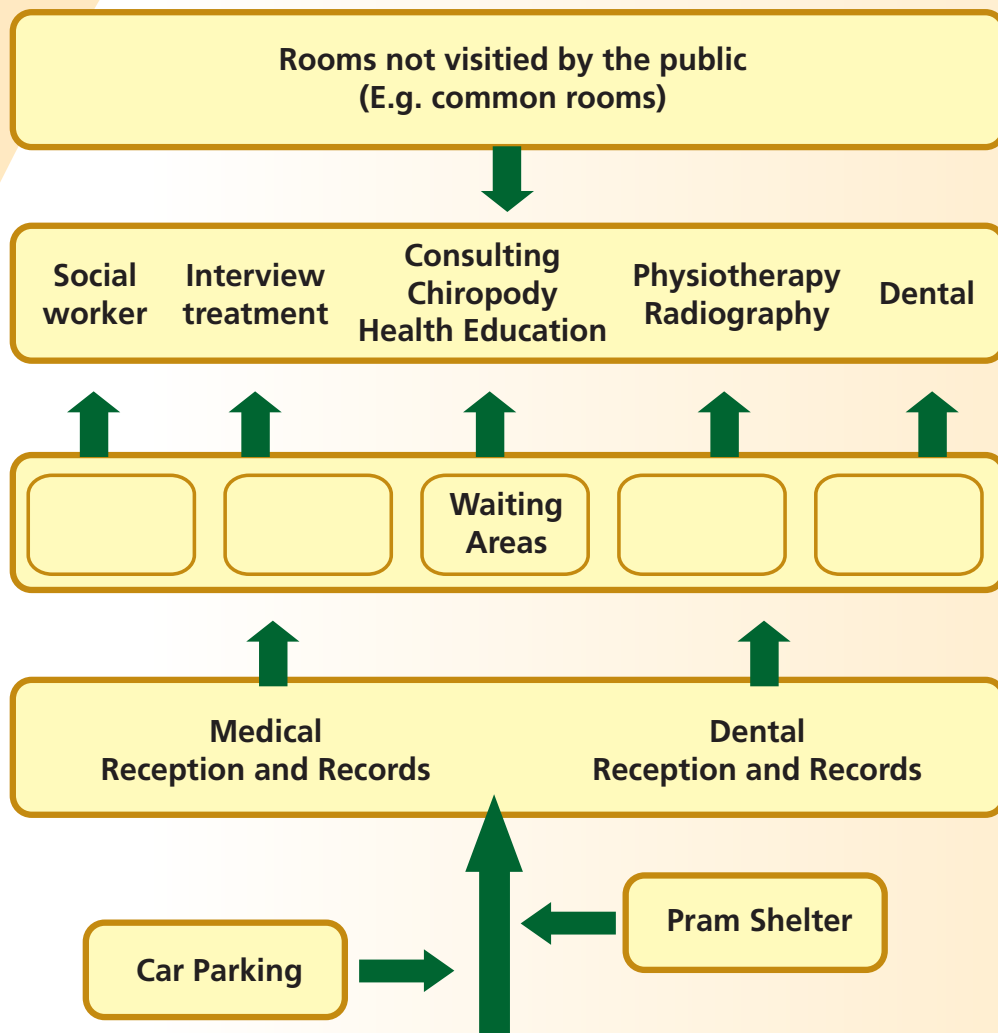 Rooms not visitied by the public
(E.g. common rooms)
Social
worker
Interview
treatment
Consulting
Chiropody
Health Education
Physiotherapy
Radiography
Dental
Waiting
Areas
Medical
Reception and Records
Dental
Reception and Records
Pram Shelter
Car Parking